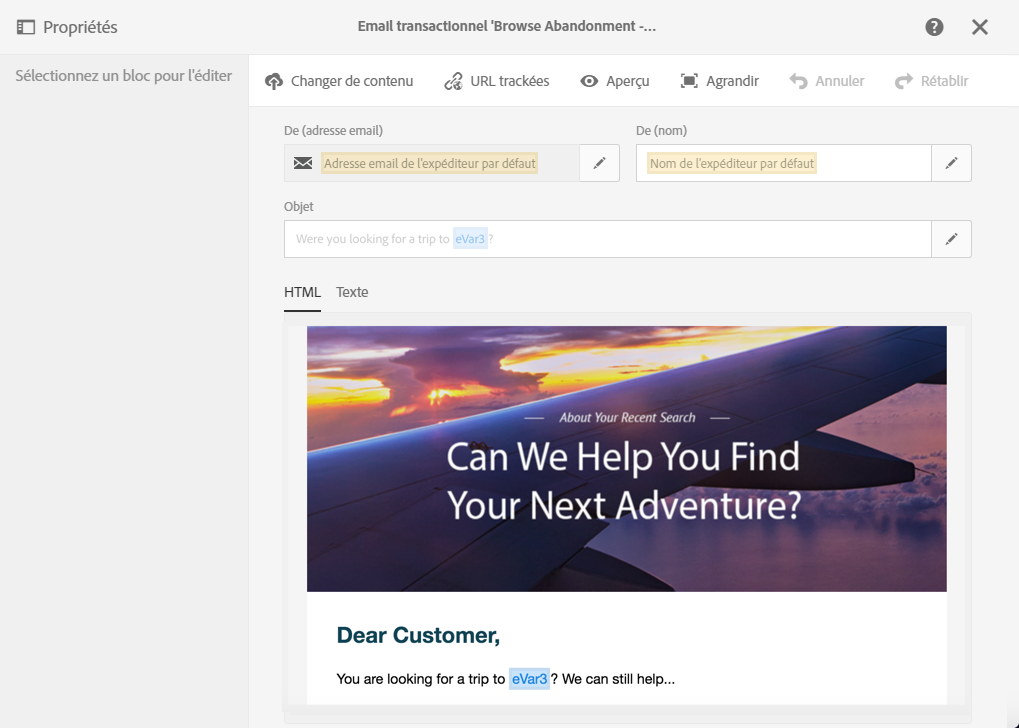 Propriétés
Email transactionnel 'Browse Abandonment -...
Sélectionnez un bloc pour l'éditer
Changer de contenu
URL trackées
Aperçu
Agrandir
Annuler
Rétablir
De (adresse email)
De (nom)
Adresse email de l'expéditeur par défaut
Nom de l'expéditeur par défaut
Objet
Were you looking for a trip to eVar3 ?
HTML
Texte
About Your Recent Search
Can We Help You Find
Your Next Adventure?
Dear Customer,
You are looking for a trip to eVar3 ? We can still help...